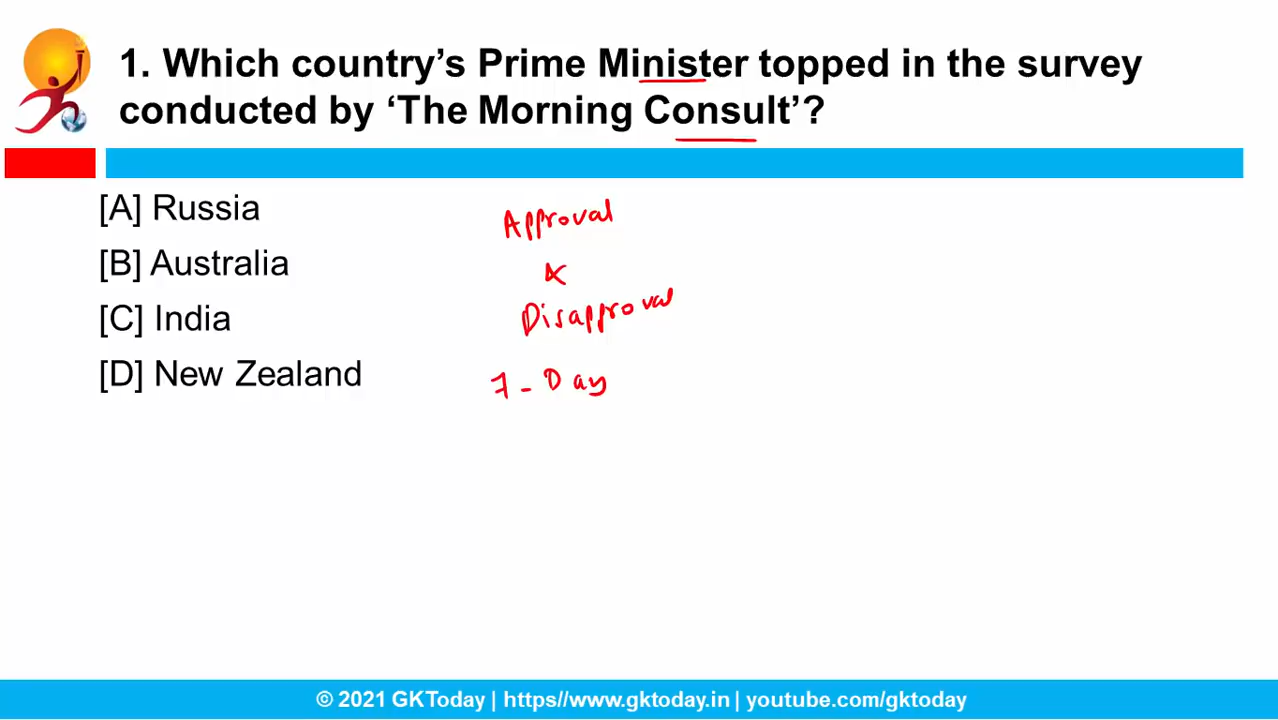 1. Which country’s Prime Minister topped in the survey
conducted by ‘The Morning Consult’?
[A] Russia
[B] Australia
[C] India
[D] New Zealand
Approval
&
Disapproval
7-Day
© 2021 GKToday | https//www.gktoday.in | youtube.com/gktoday